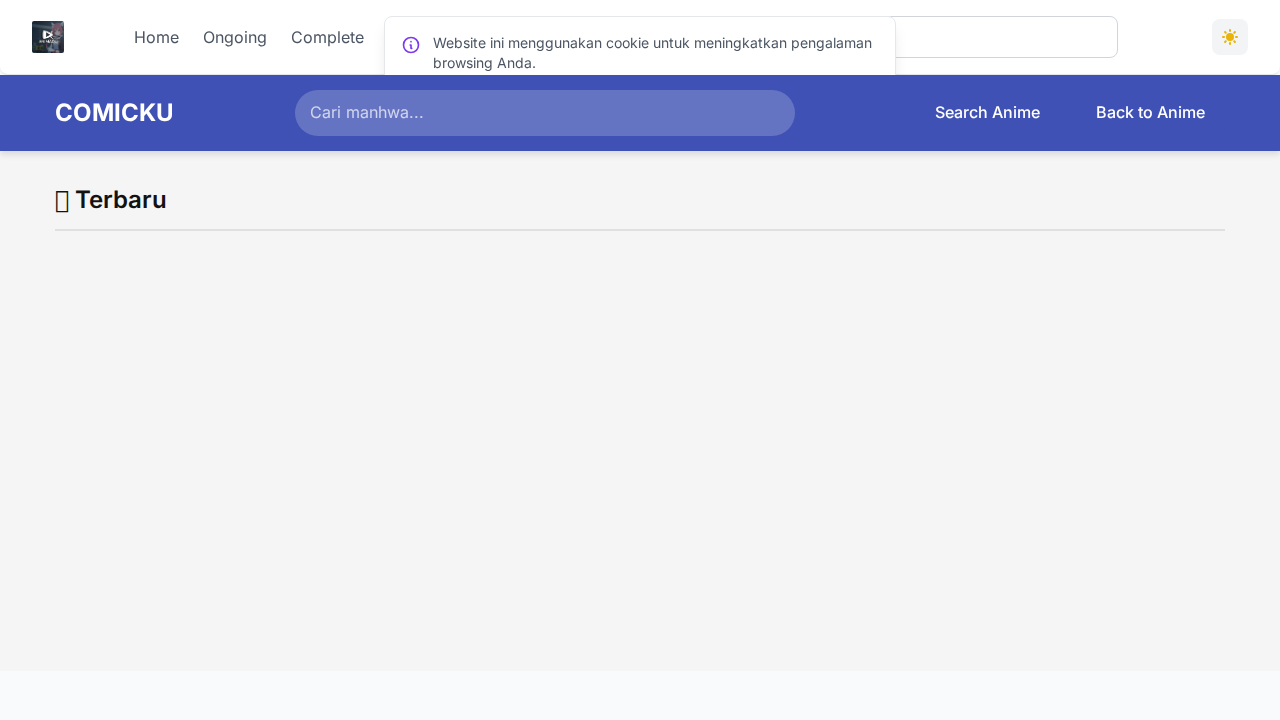 Home Ongoing Complete
Website ini menggunakan cookie untuk meningkatkan pengalaman
browsing Anda.
COMICKU
Cari manhwa...
Search Anime
Back to Anime
Terbaru